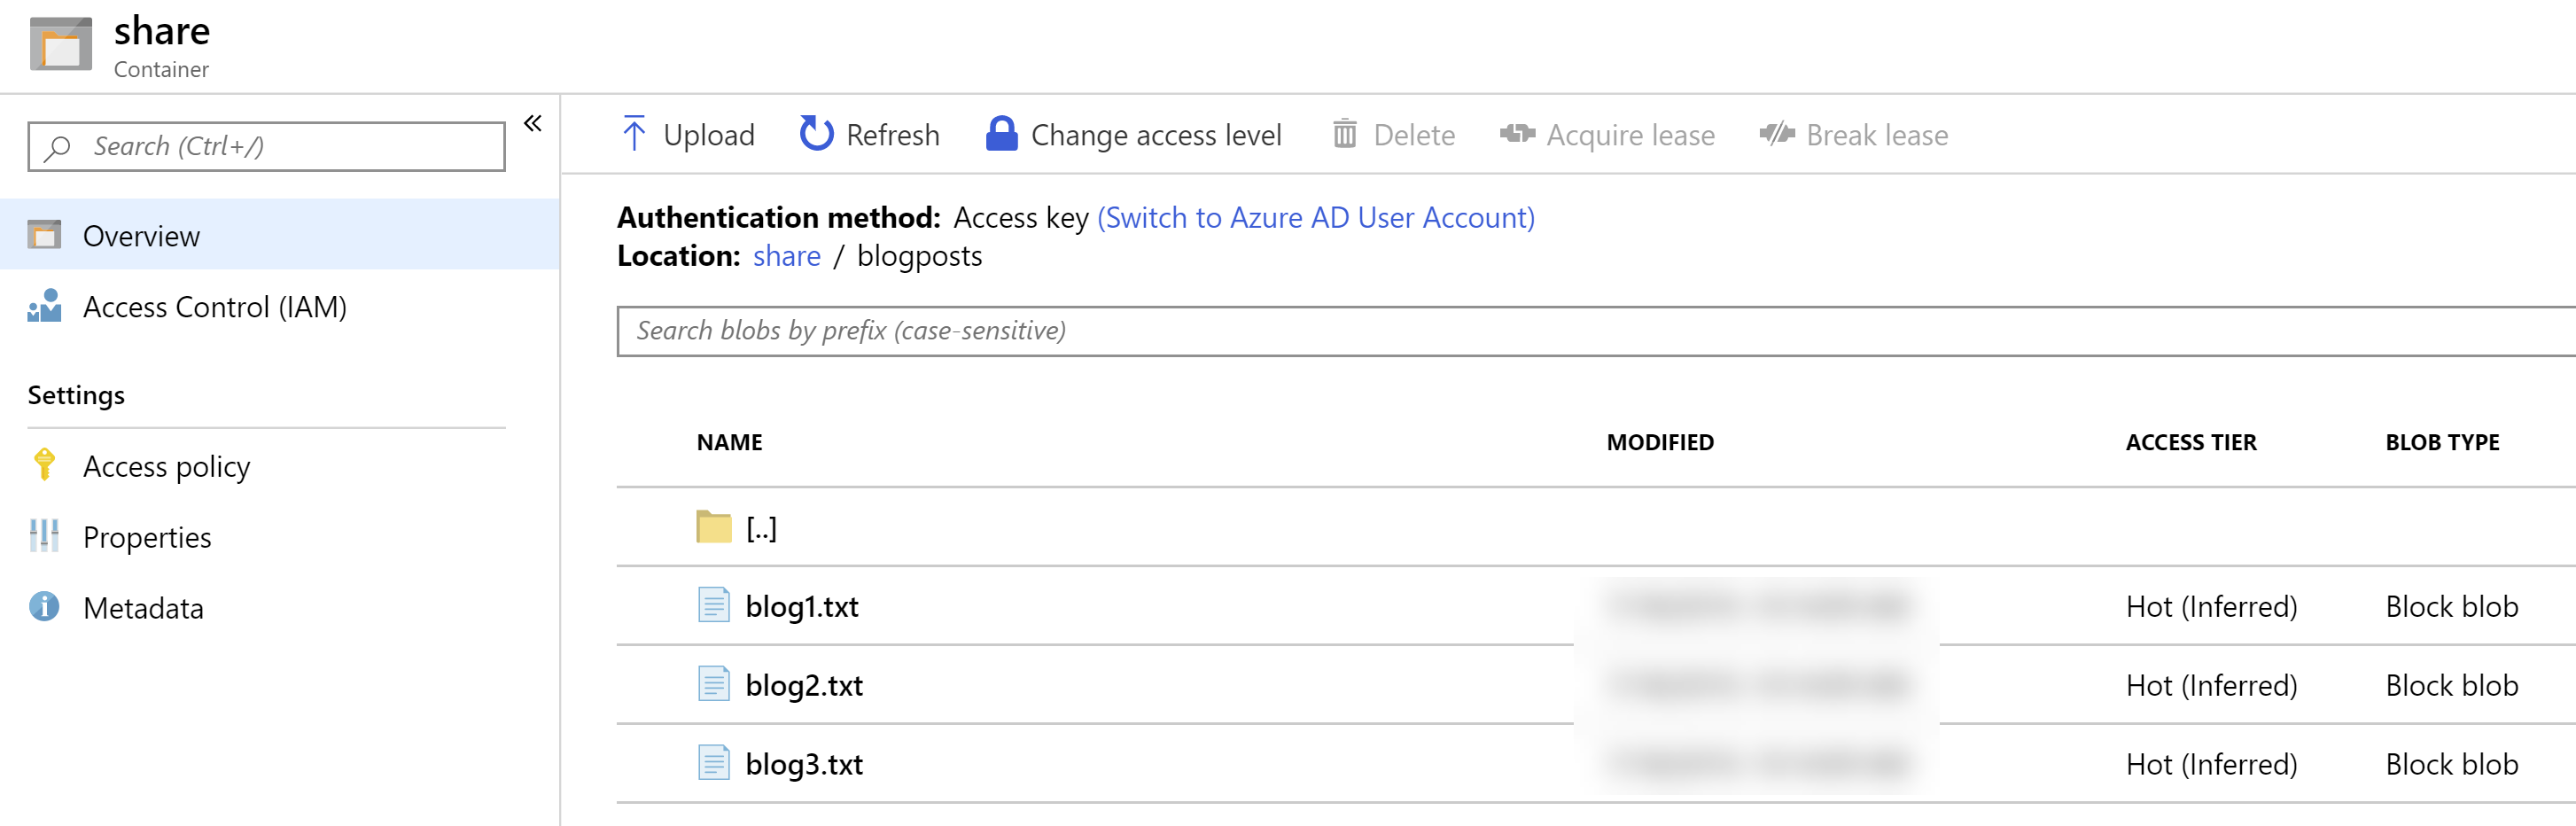 share
Container
Search (Ctrl+/)
«
Overview
Access Control (IAM)
Settings
Access policy
Properties
Metadata
Upload Refresh Change access level Delete Acquire lease Break lease
Authentication method: Access key (Switch to Azure AD User Account)
Location: share / blogposts
Search blobs by prefix (case-sensitive)
NAME MODIFIED ACCESS TIER BLOB TYPE
[..]
blog1.txt Hot (Inferred) Block blob
blog2.txt Hot (Inferred) Block blob
blog3.txt Hot (Inferred) Block blob